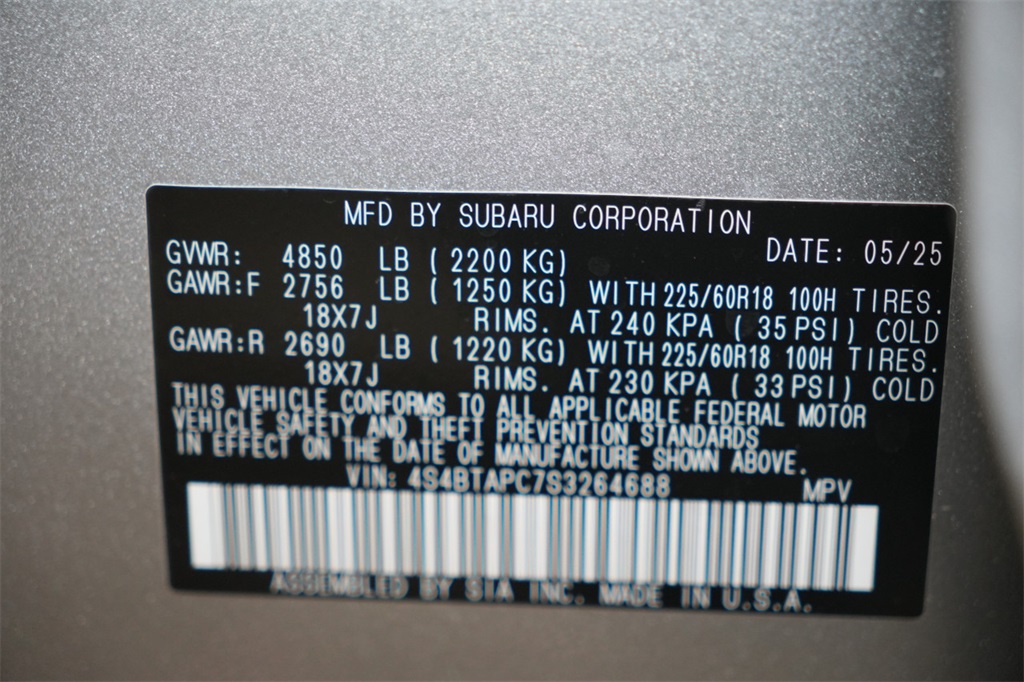 MFD BY SUBARU CORPORATION
DATE: 05/25
GVWR: 4850 LB (2200 KG)
GAWR:F 2756 LB (1250 KG) WITH 225/60R18 100H TIRES.
18X7J RIMS. AT 240 KPA (35 PSI) COLD
GAWR:R 2690 LB (1220 KG) WITH 225/60R18 100H TIRES.
18X7J RIMS. AT 230 KPA (33 PSI) COLD
THIS VEHICLE CONFORMS TO ALL APPLICABLE FEDERAL MOTOR
VEHICLE SAFETY AND THEFT PREVENTION STANDARDS
IN EFFECT ON THE DATE OF MANUFACTURE SHOWN ABOVE.
VIN: 4S4BTAPC7S3264688 MPV
ASSEMBLED BY SIA INC. MADE IN U.S.A.